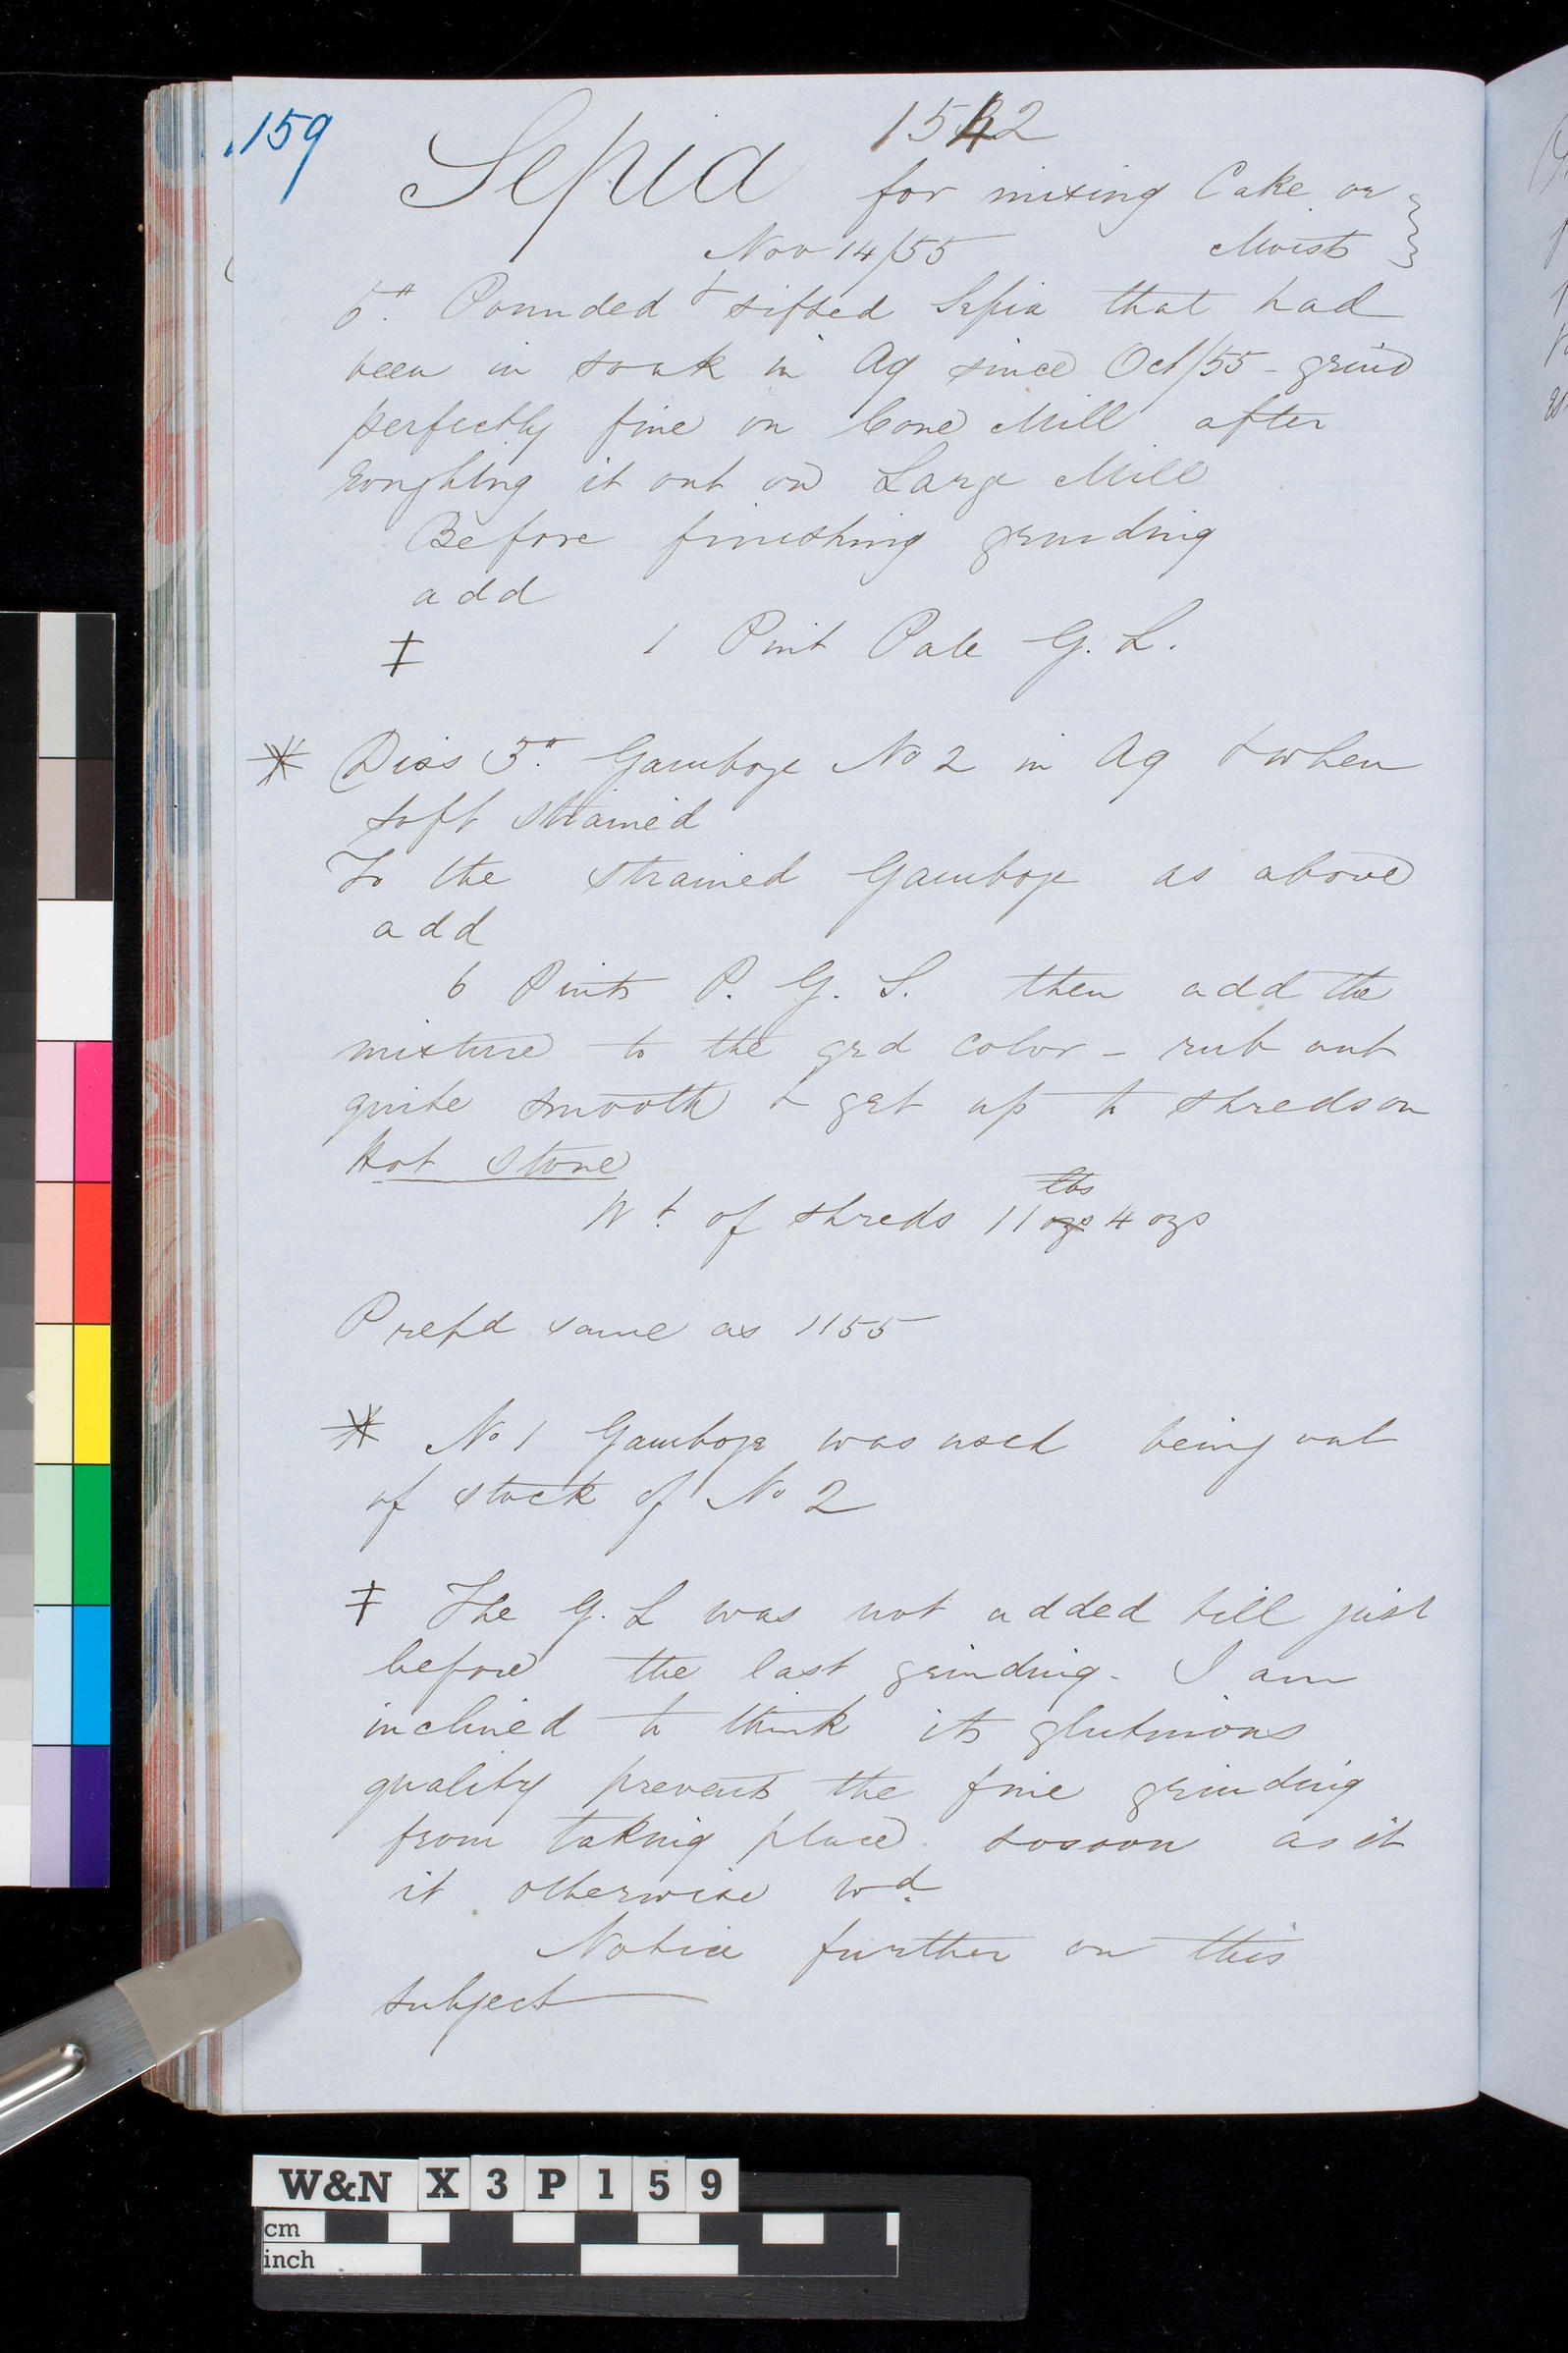 159
1542
Sepia for mixing Cake or
Nov 14/55 Moist
5" Pounded & sifted Sepia that had
been in soak in Aq since Oct/55 - grind
perfectly fine on Cone Mill after
roughing it out on Large Mill
Before finishing grinding
add
‡ 1 Pint Pale G. L.
* Diss 3" Gamboge No 2 in Aq & when
soft strained
To the strained Gamboge as above
add
6 Pints P. G. S. then add the
mixture to the grd color - rub out
quite smooth & get up to shreds on
Hot Stone
lbs
Wt of shreds 11 ozs 4 ozs
Prepd same as 1155
* No 1 Gamboge was used being out
of stock of No 2
‡ The G. L was not added till just
before the last grinding. I am
inclined to think its glutinous
quality prevents the fine grinding
from taking place so soon as it
it otherwise wd.
Notice further on this
subject
W&N X 3 P 1 5 9
cm
inch